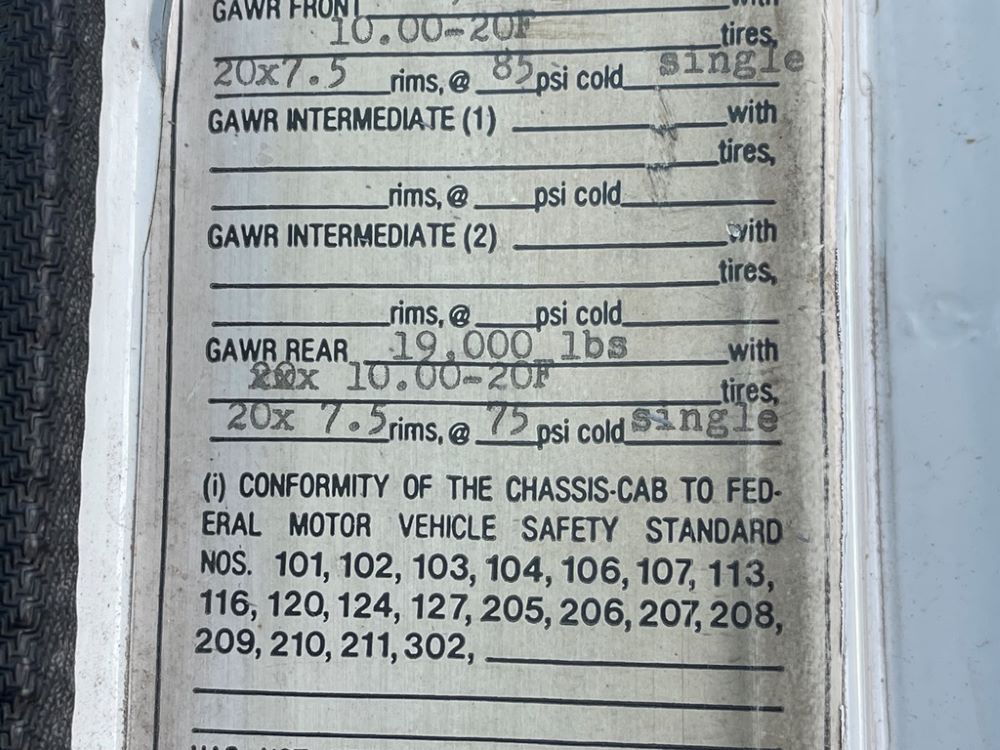 GAWR FRONT with
10.00-20F tires,
20x7.5 rims, @ 85 psi cold single
GAWR INTERMEDIATE (1) with
tires,
rims, @ psi cold
GAWR INTERMEDIATE (2) with
tires,
rims, @ psi cold
GAWR REAR 19,000 lbs with
10.00-20F tires,
20x 7.5 rims, @ 75 psi cold single
(i) CONFORMITY OF THE CHASSIS-CAB TO FED-
ERAL MOTOR VEHICLE SAFETY STANDARD
NOS. 101, 102, 103, 104, 106, 107, 113,
116, 120, 124, 127, 205, 206, 207, 208,
209, 210, 211, 302,